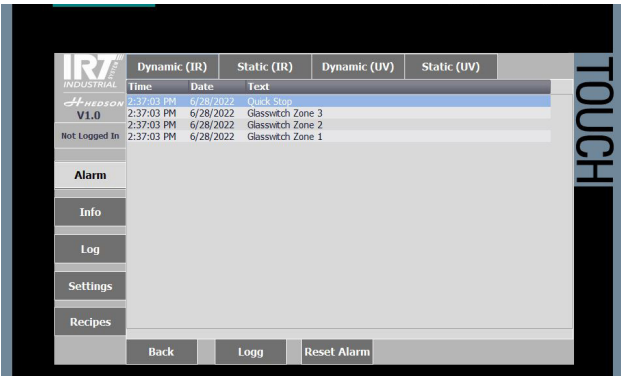 IRT SYSTEM
INDUSTRIAL
HEDSON
V1.0
Not Logged In
Dynamic (IR) Static (IR) Dynamic (UV) Static (UV)
Time Date Text
2:37:03 PM 6/28/2022 Quick Stop
2:37:03 PM 6/28/2022 Glasswitch Zone 3
2:37:03 PM 6/28/2022 Glasswitch Zone 2
2:37:03 PM 6/28/2022 Glasswitch Zone 1
Alarm
Info
Log
Settings
Recipes
Back Logg Reset Alarm
TOUCH